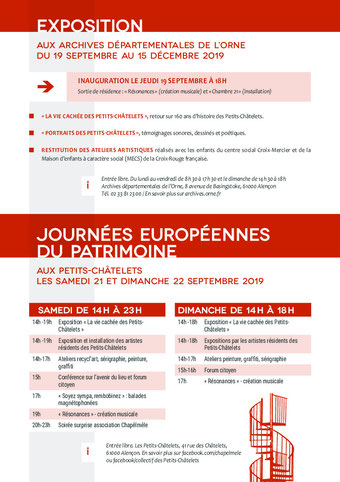 EXPOSITION
AUX ARCHIVES DÉPARTEMENTALES DE L'ORNE
DU 19 SEPTEMBRE AU 15 DÉCEMBRE 2019
INAUGURATION LE JEUDI 19 SEPTEMBRE À 18H
Sortie de résidence : « Résonances » (création musicale) et « Chambre 21 » (installation)
« LA VIE CACHÉE DES PETITS-CHÂTELETS », retour sur 160 ans d'histoire des Petits-Châtelets.
« PORTRAITS DES PETITS-CHÂTELETS », témoignages sonores, dessinés et poétiques.
RESTITUTION DES ATELIERS ARTISTIQUES réalisés avec les enfants du centre social Croix-Mercier et de la
Maison d'enfants à caractère social (MECS) de la Croix-Rouge française.
i
Entrée libre. Du lundi au vendredi de 8h30 à 17h30 et le dimanche de 14h30 à 18h
Archives départementales de l'Orne, 8 avenue de Basingstoke, 61000 Alençon
Tél. 02 33 81 23 00 / En savoir plus sur archives.orne.fr
JOURNÉES EUROPÉENNES
DU PATRIMOINE
AUX PETITS-CHÂTELETS
LES SAMEDI 21 ET DIMANCHE 22 SEPTEMBRE 2019
SAMEDI DE 14H À 23H
14h -19h Exposition « La vie cachée des Petits-
Châtelets »
14h -19h Exposition et installation des artistes
résidents des Petits-Châtelets
14h-17h Ateliers recycl'art, sérigraphie, peinture,
graffiti
15h Conférence sur l'avenir du lieu et forum
citoyen
17h « Soyez sympa, rembobinez » : balades
magnétophonées
19h « Résonances » - création musicale
20h-23h Soirée surprise association Chapêlmêle
DIMANCHE DE 14H À 18H
14h -18h Exposition « La vie cachée des Petits-
Châtelets »
14h -18h Expositions par les artistes résidents des
Petits-Châtelets
14h-17h Ateliers peinture, graffiti, sérigraphie
15h-16h Forum citoyen
17h « Résonances » - création musicale
i
Entrée libre. Les Petits-Châtelets, 41 rue des Châtelets,
61000 Alençon. En savoir plus sur facebook.com/chapelmele
ou facebook/collectif des Petits-Châtelets